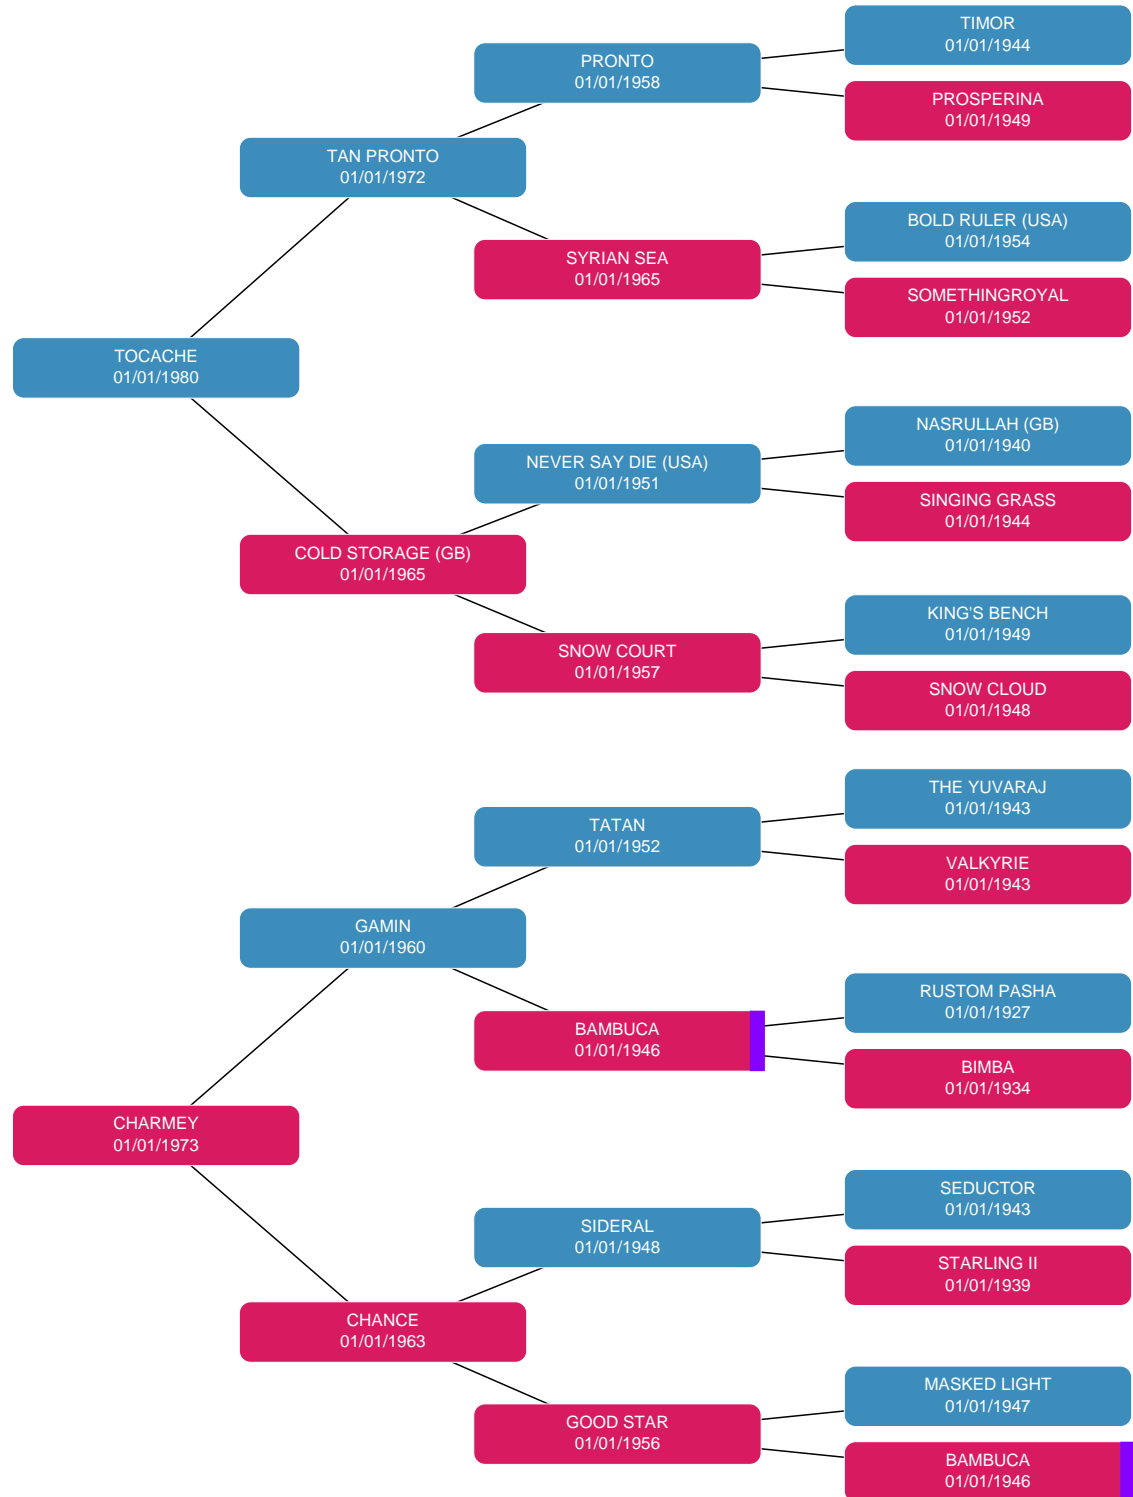 TIMOR
01/01/1944
PRONTO
01/01/1958
PROSPERINA
01/01/1949
TAN PRONTO
01/01/1972
BOLD RULER (USA)
01/01/1954
SYRIAN SEA
01/01/1965
SOMETHINGROYAL
01/01/1952
TOCACHE
01/01/1980
NASRULLAH (GB)
01/01/1940
NEVER SAY DIE (USA)
01/01/1951
SINGING GRASS
01/01/1944
COLD STORAGE (GB)
01/01/1965
KING'S BENCH
01/01/1949
SNOW COURT
01/01/1957
SNOW CLOUD
01/01/1948
THE YUVARAJ
01/01/1943
TATAN
01/01/1952
VALKYRIE
01/01/1943
GAMIN
01/01/1960
RUSTOM PASHA
01/01/1927
BAMBUCA
01/01/1946
BIMBA
01/01/1934
CHARMEY
01/01/1973
SEDUCTOR
01/01/1943
SIDERAL
01/01/1948
STARLING II
01/01/1939
CHANCE
01/01/1963
MASKED LIGHT
01/01/1947
GOOD STAR
01/01/1956
BAMBUCA
01/01/1946